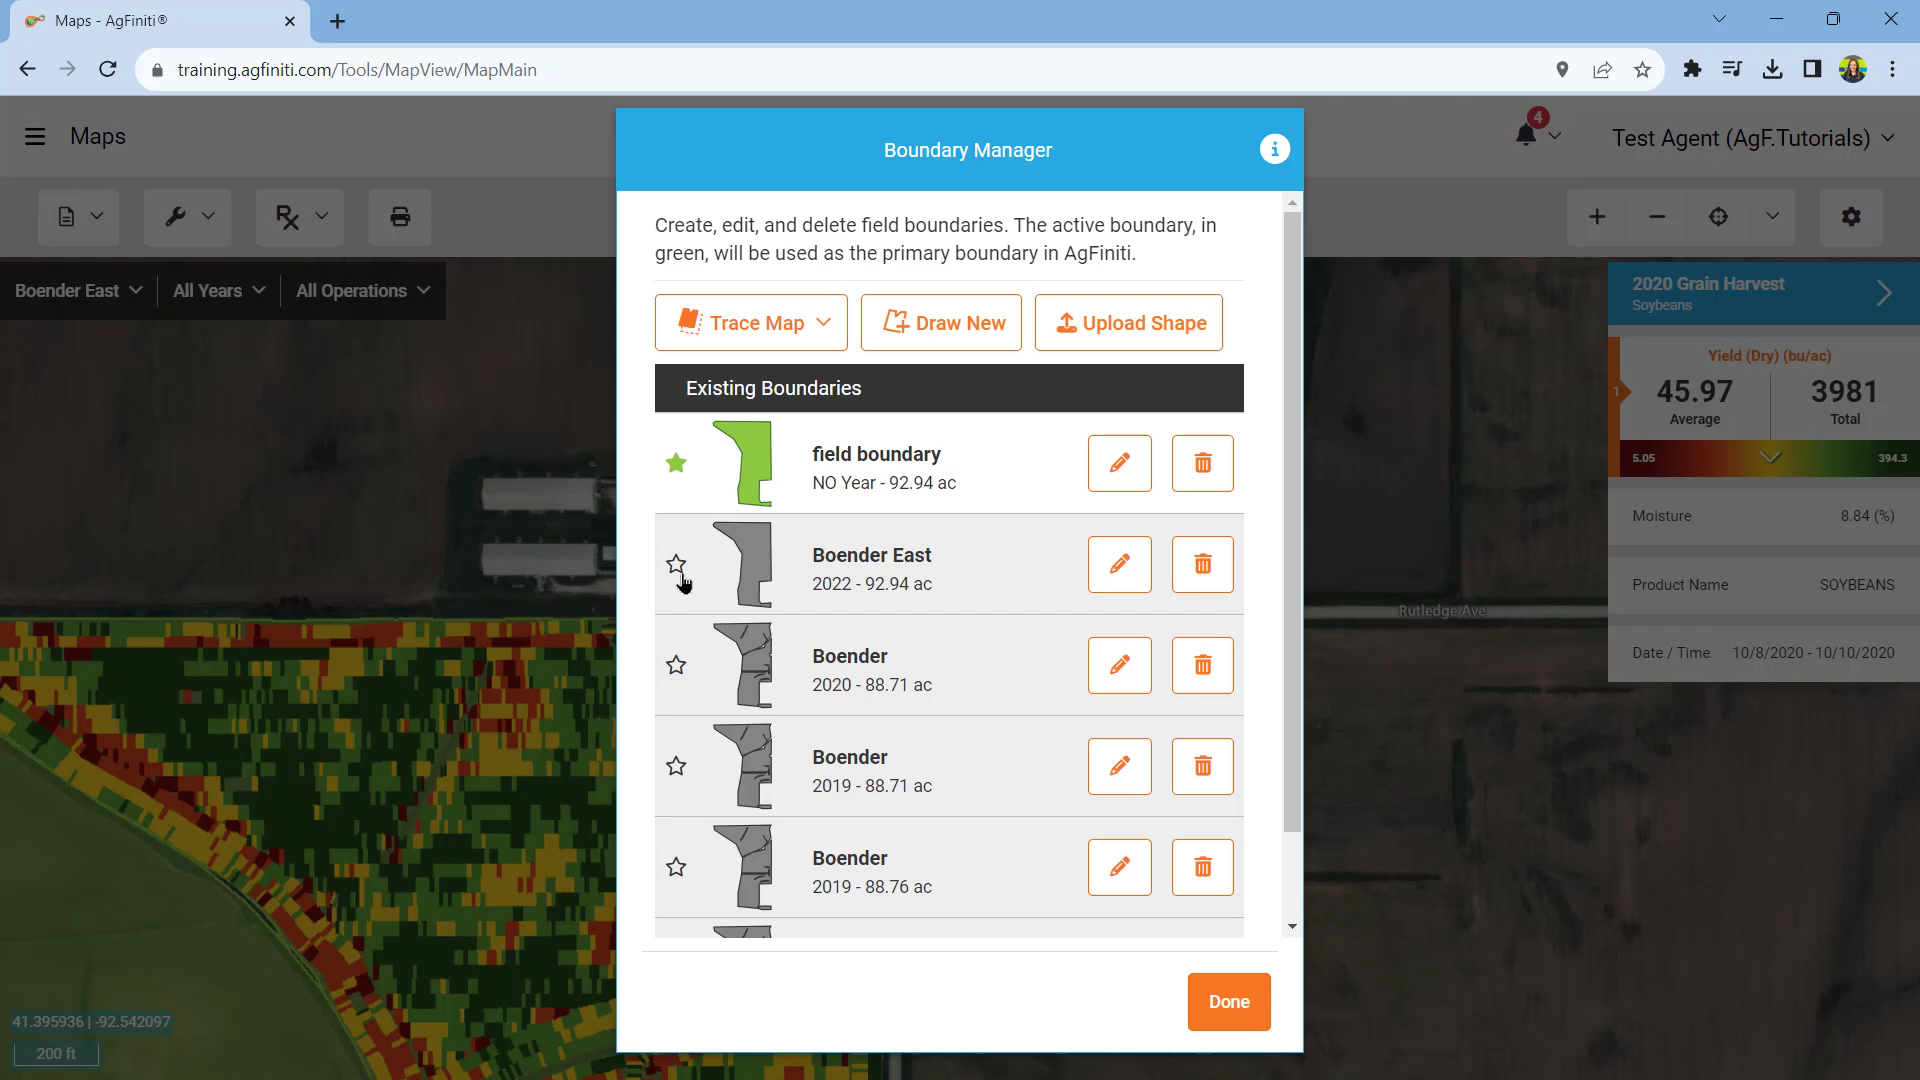 Maps - AgFiniti®
training.agfiniti.com/Tools/MapView/MapMain
Maps
4
Test Agent (AgF.Tutorials)
Rx
Boender East
All Years
All Operations
Boundary Manager
Create, edit, and delete field boundaries. The active boundary, in
green, will be used as the primary boundary in AgFiniti.
Trace Map
Draw New
Upload Shape
Existing Boundaries
field boundary
NO Year - 92.94 ac
Boender East
2022 - 92.94 ac
Boender
2020 - 88.71 ac
Boender
2019 - 88.71 ac
Boender
2019 - 88.76 ac
Done
2020 Grain Harvest
Soybeans
Yield (Dry) (bu/ac)
1
45.97
Average
3981
Total
5.05
394.3
Moisture
8.84 (%)
Product Name
SOYBEANS
Date / Time
10/8/2020 - 10/10/2020
Rutledge Ave
41.395936 | -92.542097
200 ft